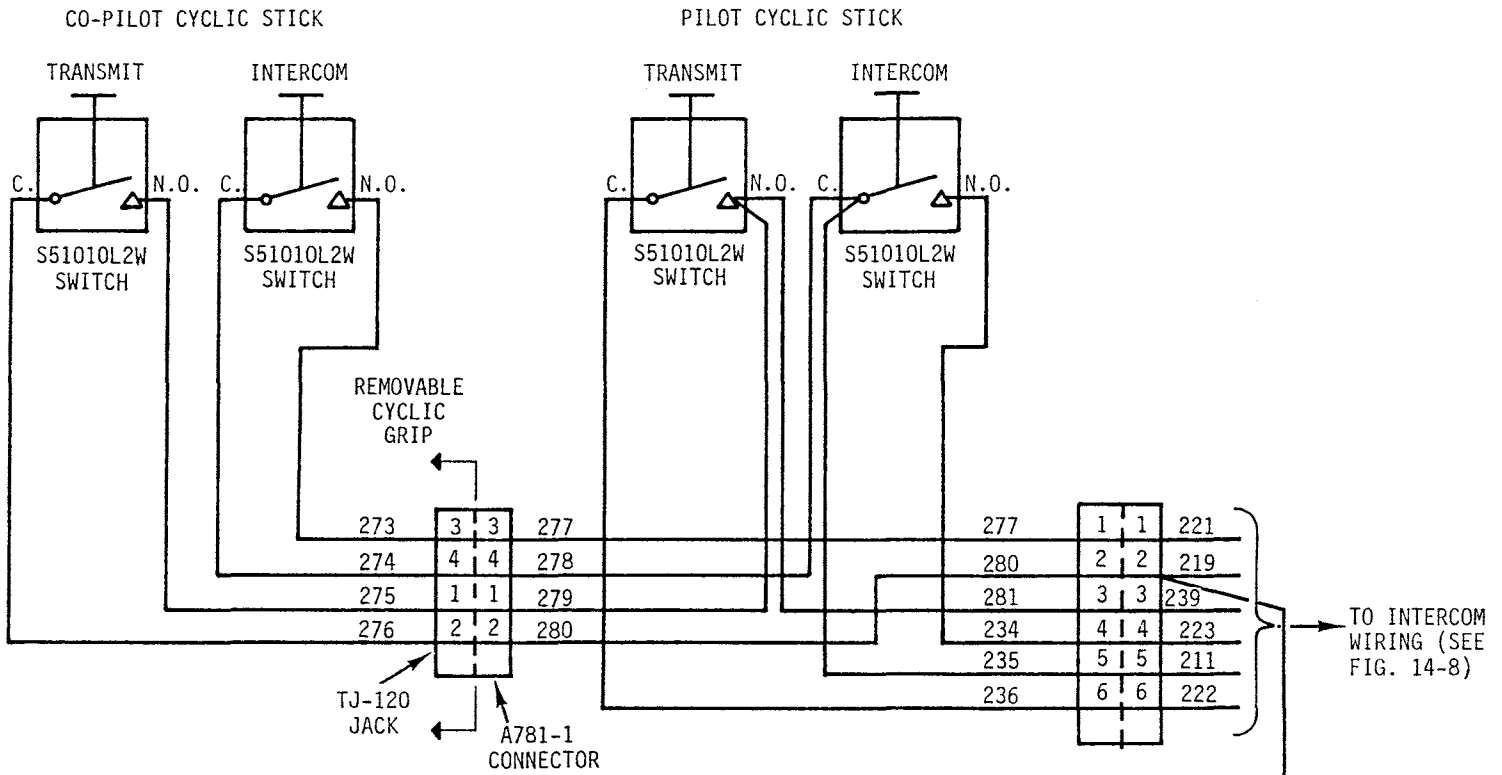 CO-PILOT CYCLIC STICK
PILOT CYCLIC STICK
TRANSMIT
INTERCOM
TRANSMIT
INTERCOM
C.
N.O.
C.
N.O.
C.
N.O.
C.
N.O.
S51010L2W
SWITCH
S51010L2W
SWITCH
S51010L2W
SWITCH
S51010L2W
SWITCH
REMOVABLE
CYCLIC
GRIP
273 3 3 277
274 4 4 278
275 1 1 279
276 2 2 280
277 1 1 221
280 2 2 219
281 3 3 239
234 4 4 223
235 5 5 211
236 6 6 222
TO INTERCOM
WIRING (SEE
FIG. 14-8)
TJ-120
JACK
A781-1
CONNECTOR